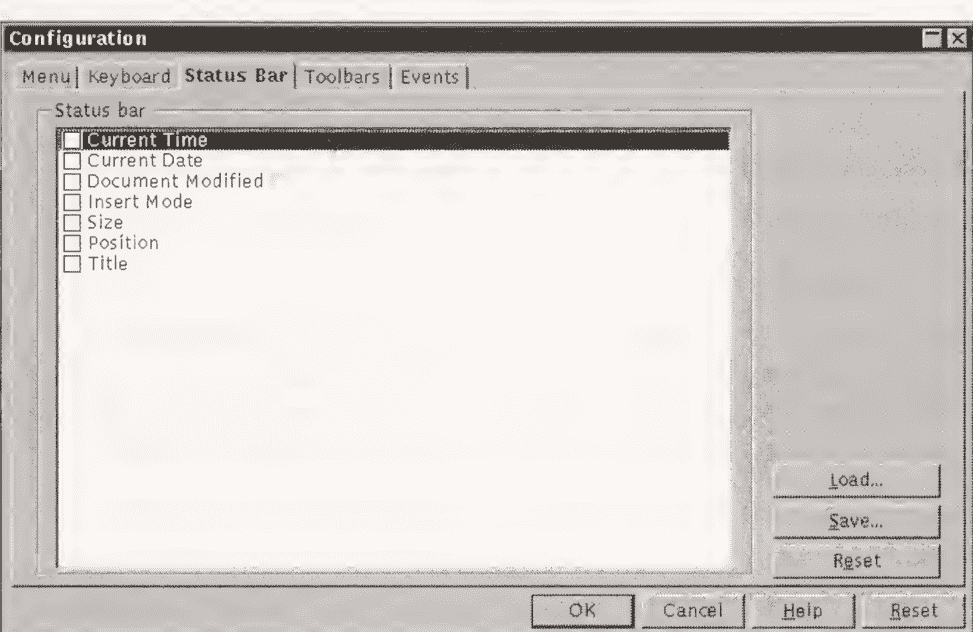 Configuration
Menu Keyboard Status Bar Toolbars Events
Status bar
Current Time
Current Date
Document Modified
Insert Mode
Size
Position
Title
Load...
Save...
Reset
OK Cancel Help Reset